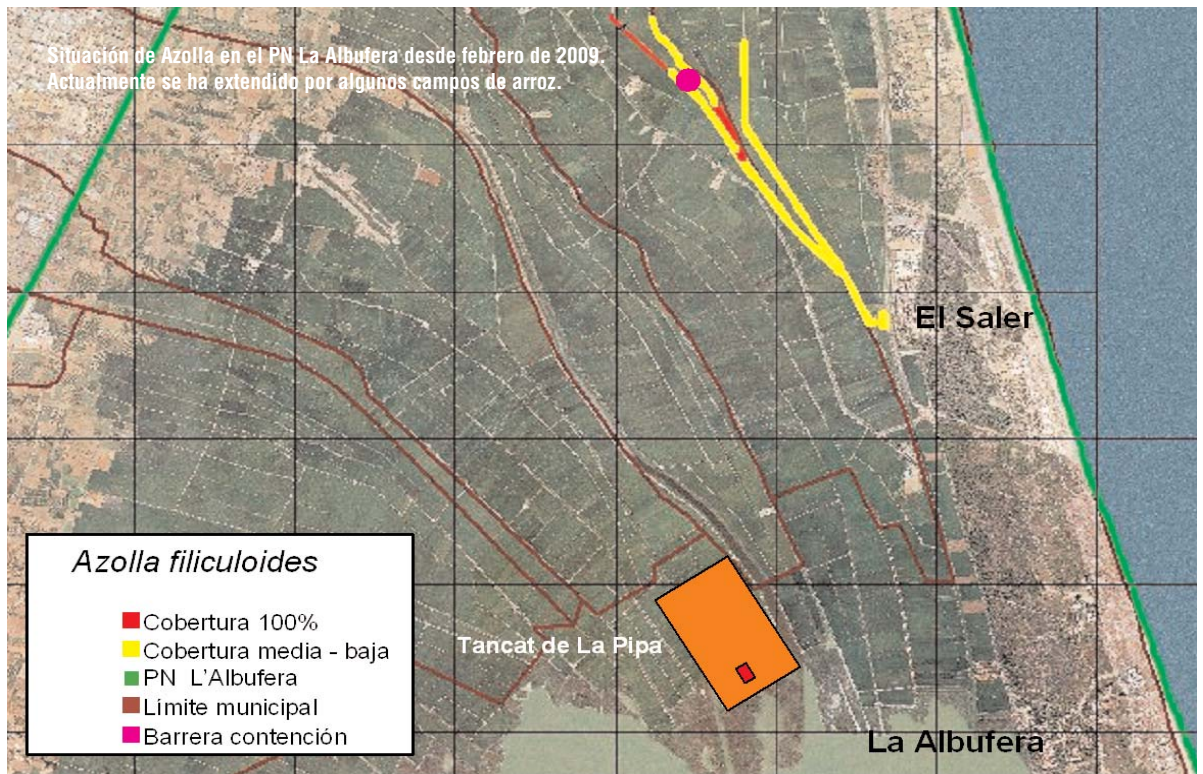 Situación de Azolla en el PN La Albufera desde febrero de 2009.
Actualmente se ha extendido por algunos campos de arroz.
El Saler
Azolla filiculoides
Cobertura 100%
Cobertura media - baja
PN L'Albufera
Límite municipal
Barrera contención
Tancat de La Pipa
La Albufera